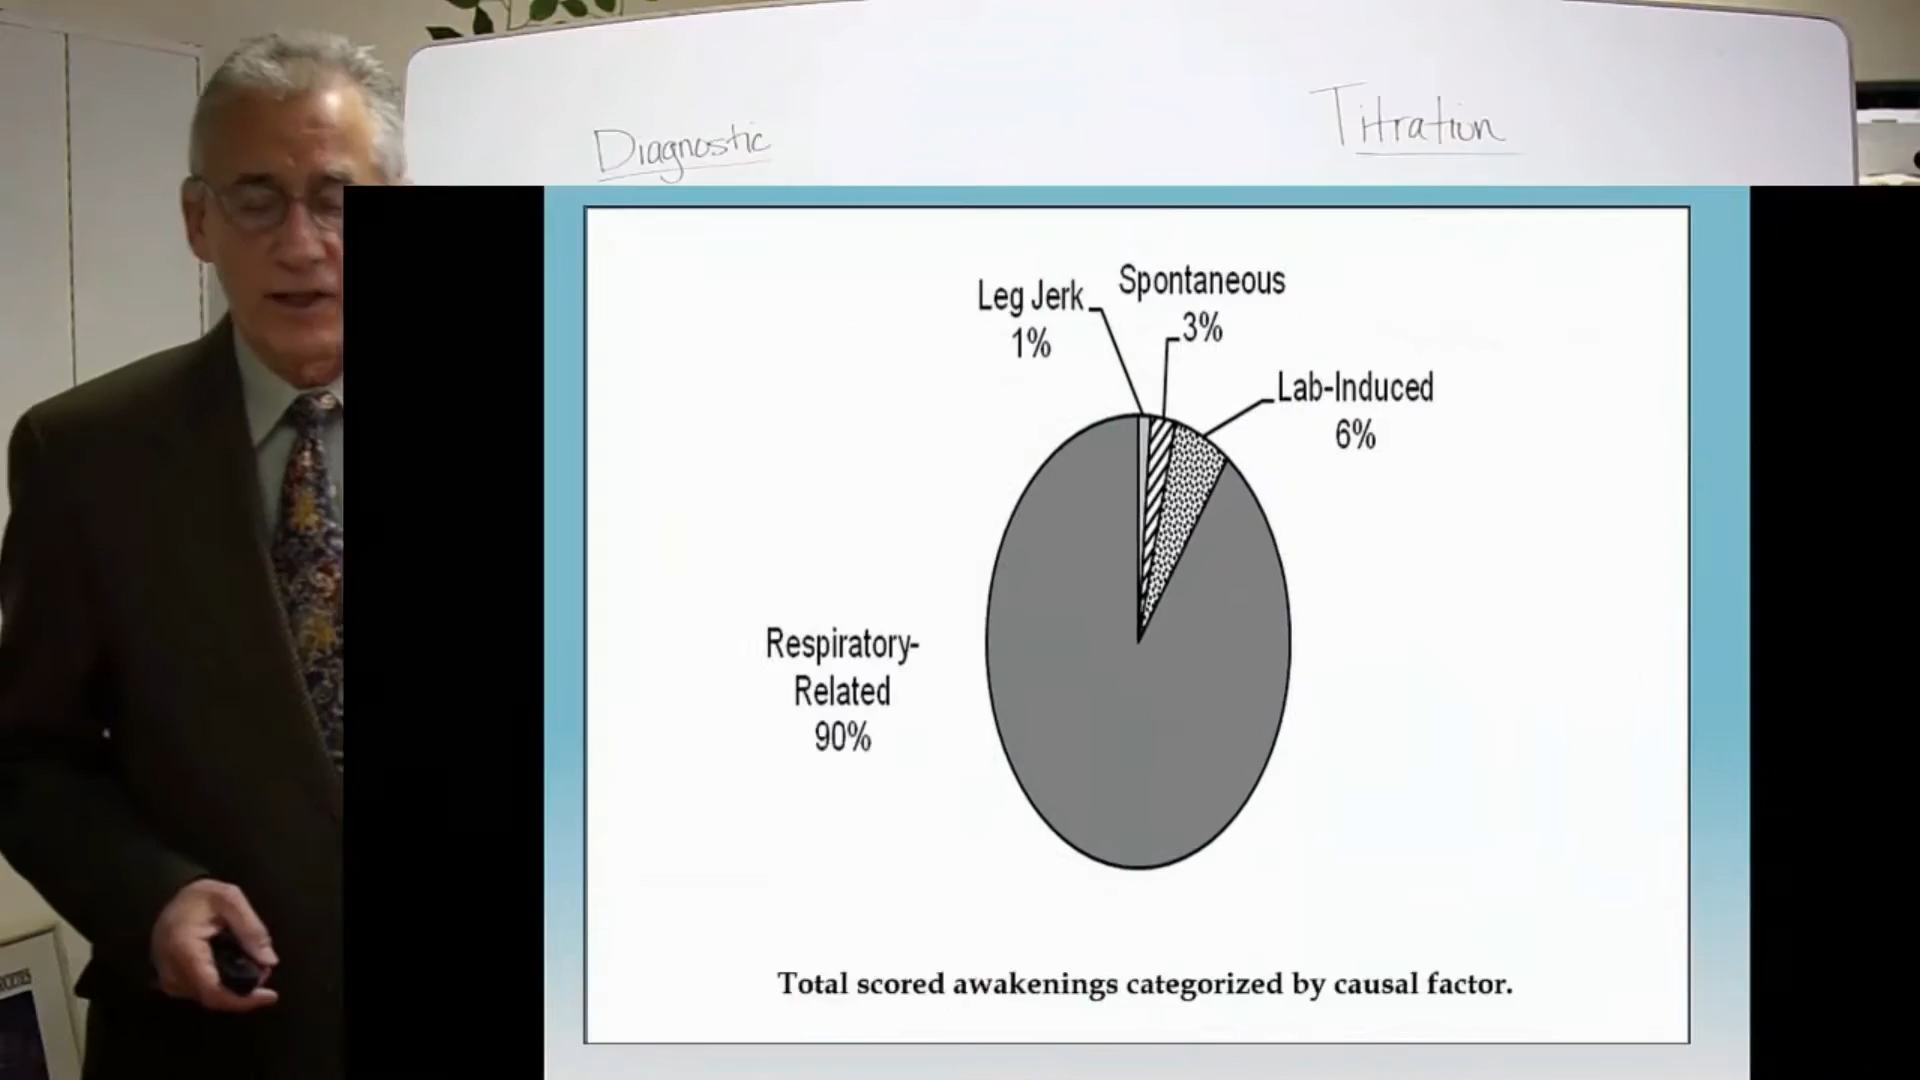 Diagnostic
Titration
Leg Jerk
1%
Spontaneous
3%
Lab-Induced
6%
Respiratory-
Related
90%
Total scored awakenings categorized by causal factor.